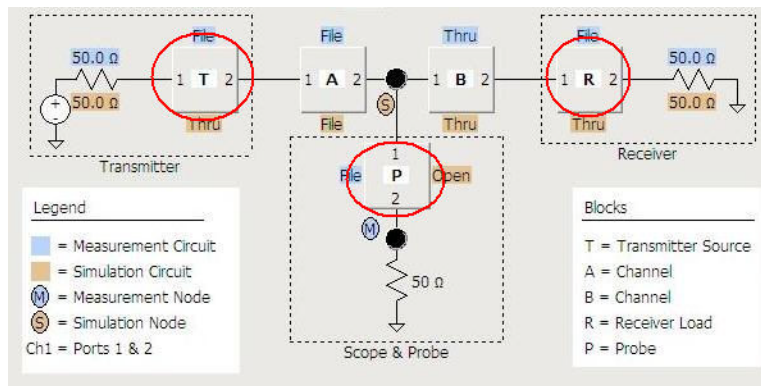 File
File
Thru
File
50.0 Ω
50.0 Ω
1 T 2
1 A 2
1 B 2
1 R 2
50.0 Ω
50.0 Ω
+
-
S
Thru
File
Thru
Thru
Transmitter
Receiver
1
File
P
Open
2
M
50 Ω
Scope & Probe
Legend
= Measurement Circuit
= Simulation Circuit
M = Measurement Node
S = Simulation Node
Ch1 = Ports 1 & 2
Blocks
T = Transmitter Source
A = Channel
B = Channel
R = Receiver Load
P = Probe